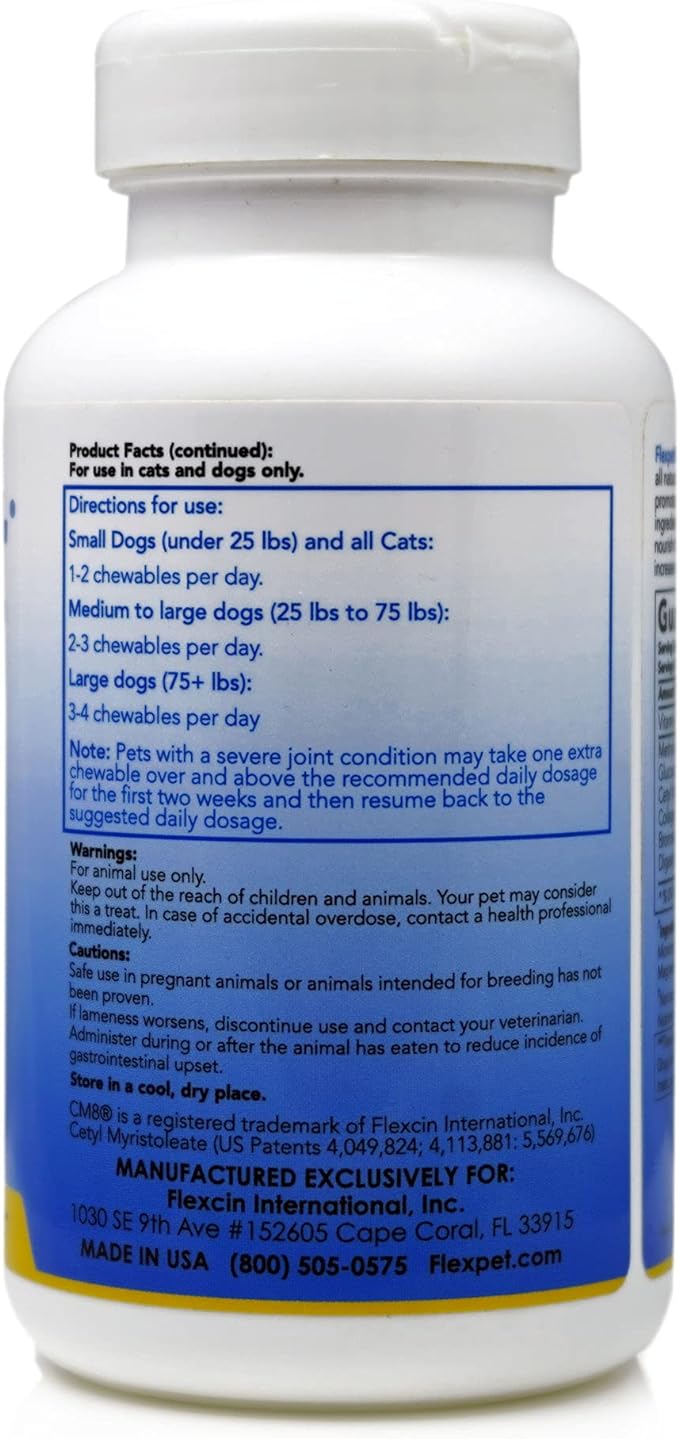 Product Facts (continued):
For use in cats and dogs only.
Directions for use:
Small Dogs (under 25 lbs) and all Cats:
1-2 chewables per day.
Medium to large dogs (25 lbs to 75 lbs):
2-3 chewables per day.
Large dogs (75+ lbs):
3-4 chewables per day
Note: Pets with a severe joint condition may take one extra
chewable over and above the recommended daily dosage
for the first two weeks and then resume back to the
suggested daily dosage.
Warnings:
For animal use only.
Keep out of the reach of children and animals. Your pet may consider
this a treat. In case of accidental overdose, contact a health professional
immediately.
Cautions:
Safe use in pregnant animals or animals intended for breeding has not
been proven.
If lameness worsens, discontinue use and contact your veterinarian.
Administer during or after the animal has eaten to reduce incidence of
gastrointestinal upset.
Store in a cool, dry place.
CM8® is a registered trademark of Flexcin International, Inc.
Cetyl Myristoleate (US Patents 4,049,824; 4,113,881: 5,569,676)
MANUFACTURED EXCLUSIVELY FOR:
Flexcin International, Inc.
1030 SE 9th Ave #152605 Cape Coral, FL 33915
MADE IN USA (800) 505-0575 Flexpet.com